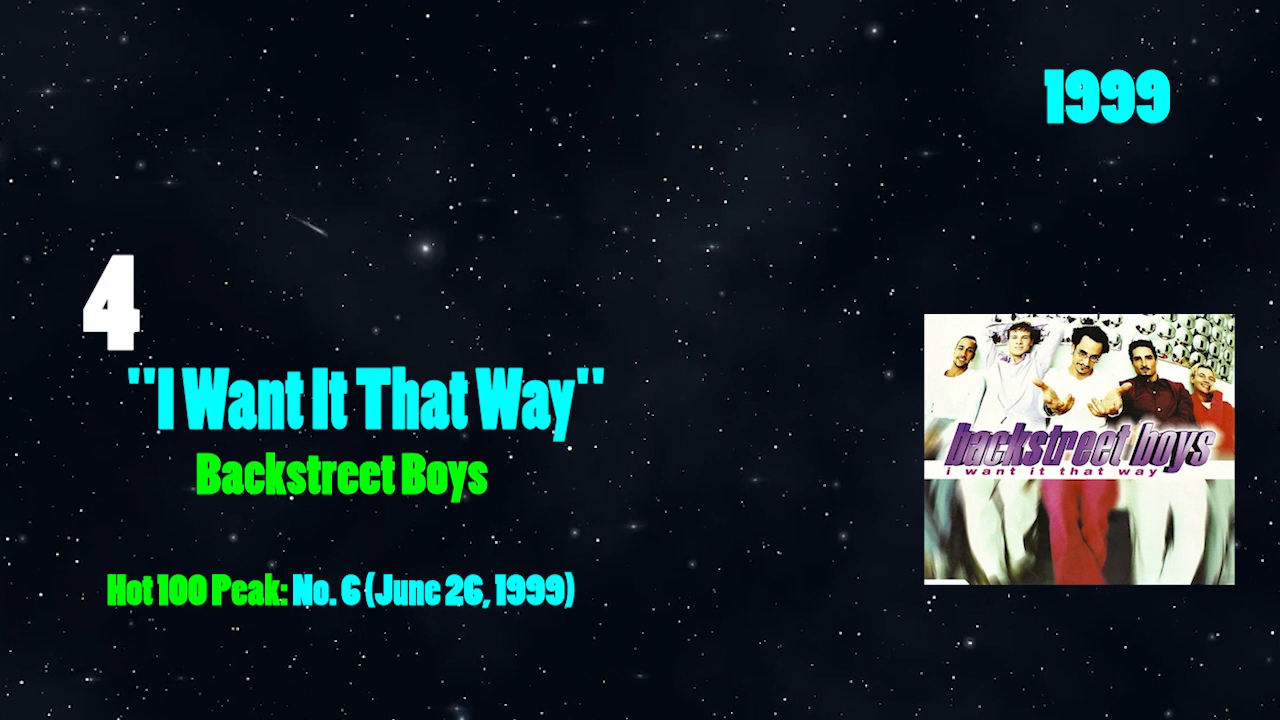 1999
4
"I Want It That Way"
Backstreet Boys
Hot 100 Peak: No. 6 (June 26, 1999)
backstreet boys
i want it that way